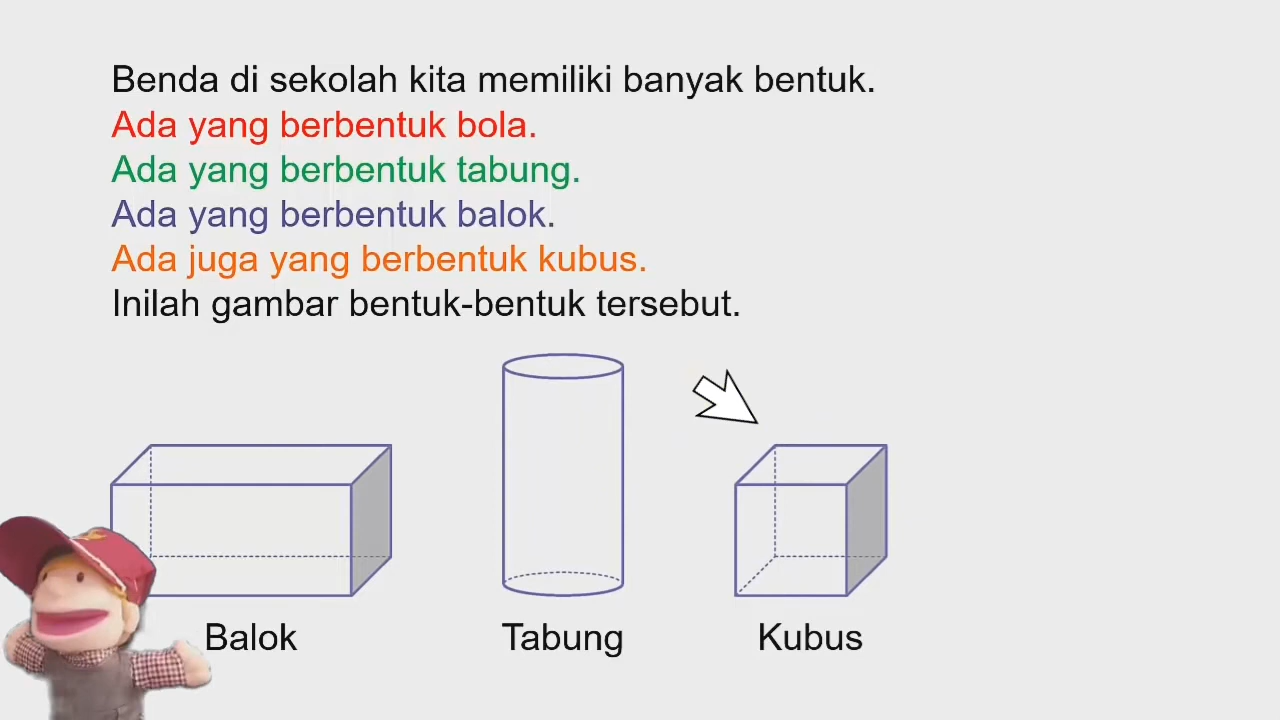 Benda di sekolah kita memiliki banyak bentuk.
Ada yang berbentuk bola.
Ada yang berbentuk tabung.
Ada yang berbentuk balok.
Ada juga yang berbentuk kubus.
Inilah gambar bentuk-bentuk tersebut.
Balok
Tabung
Kubus